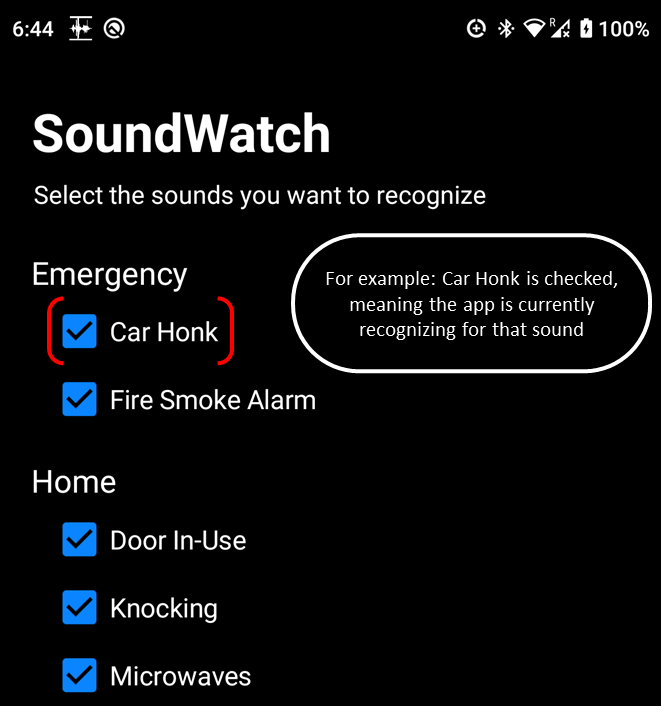 6:44 R 100%
SoundWatch
Select the sounds you want to recognize
Emergency
Car Honk
For example: Car Honk is checked,
meaning the app is currently
recognizing for that sound
Fire Smoke Alarm
Home
Door In-Use
Knocking
Microwaves